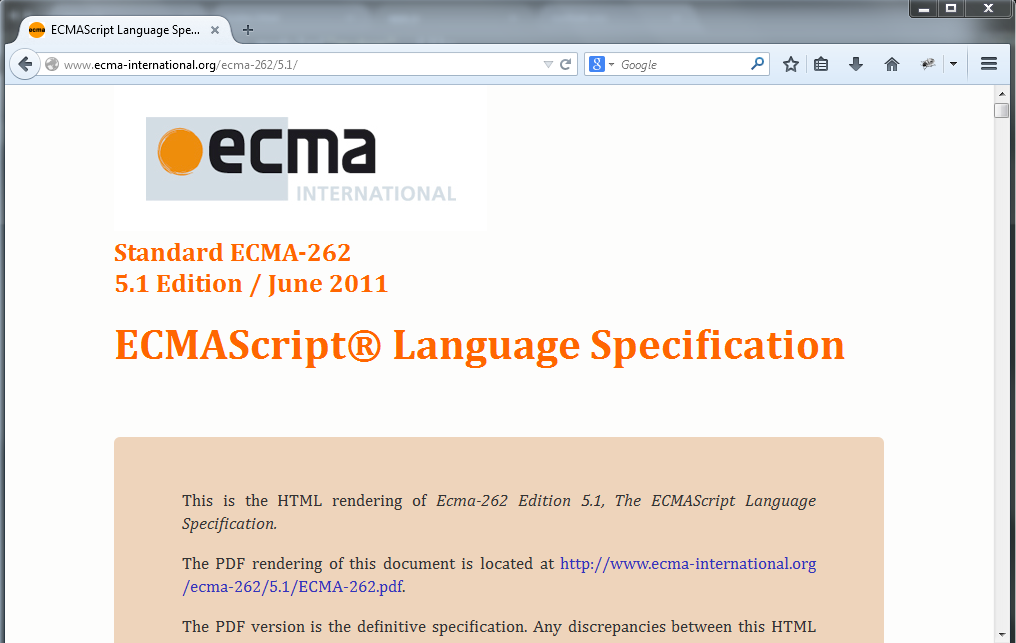 ECMAScript Language Spe...
www.ecma-international.org/ecma-262/5.1/
Google
ecma
INTERNATIONAL
Standard ECMA-262
5.1 Edition / June 2011
ECMAScript® Language Specification
This is the HTML rendering of Ecma-262 Edition 5.1, The ECMAScript Language
Specification.
The PDF rendering of this document is located at http://www.ecma-international.org
/ecma-262/5.1/ECMA-262.pdf.
The PDF version is the definitive specification. Any discrepancies between this HTML